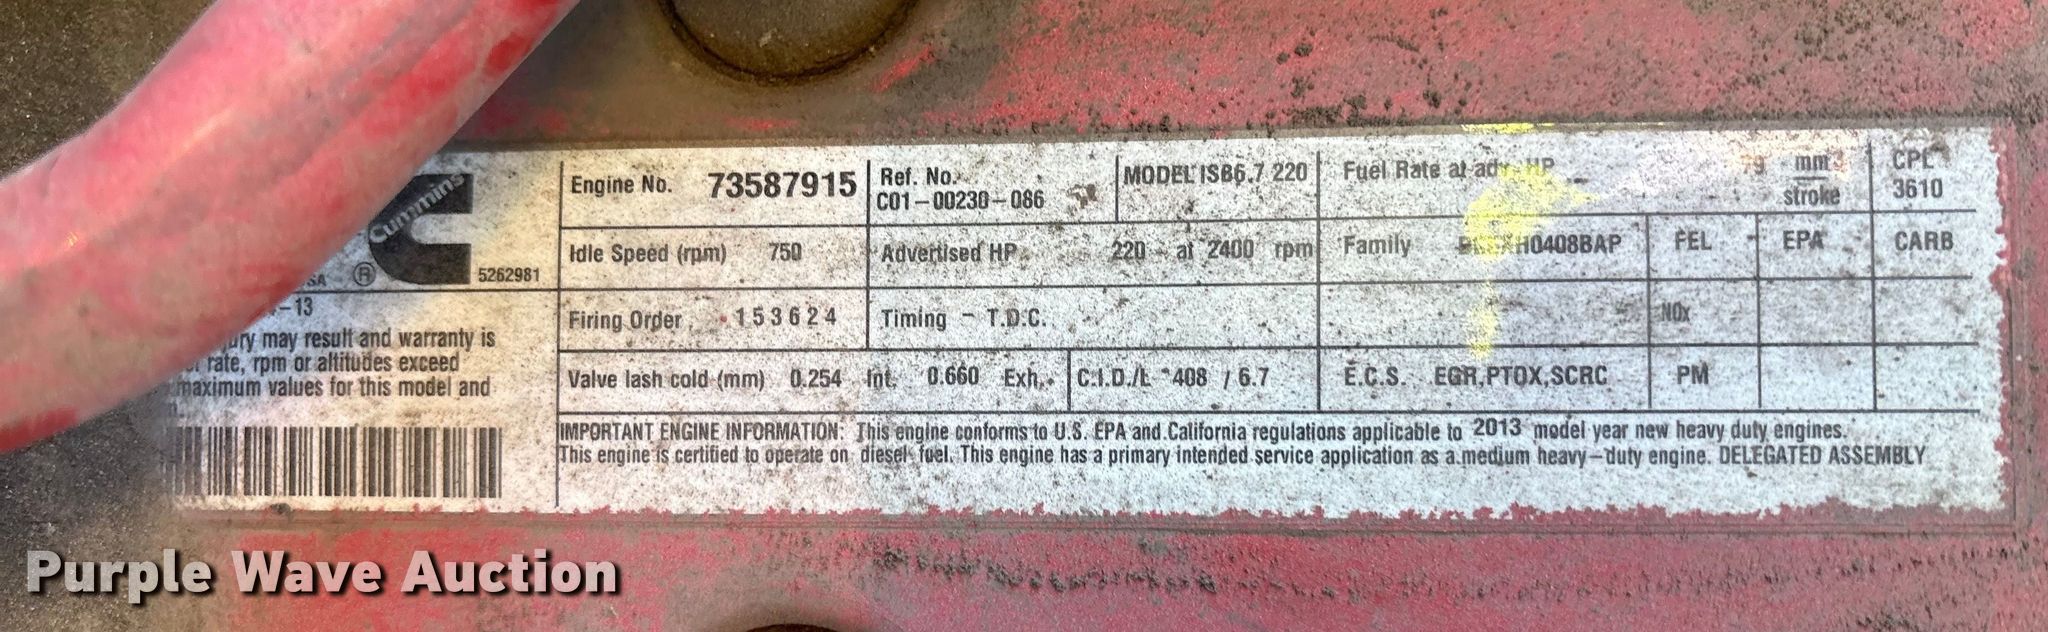 Cummins
®
5262981
-13
ury may result and warranty is
rate, rpm or altitudes exceed
maximum values for this model and
Engine No. 73587915
Ref. No.
C01-00230-086
MODEL ISB6.7 220
Fuel Rate at adv. HP 79 mm3
stroke
CPL
3610
Idle Speed (rpm) 750
Advertised HP 220 at 2400 rpm
Family H0408BAP
FEL
EPA
CARB
Firing Order 153624
Timing - T.D.C.
NOx
Valve lash cold (mm) 0.254 Int. 0.660 Exh.
C.I.D./L 408 / 6.7
E.C.S. EGR,PTOX,SCRC
PM
IMPORTANT ENGINE INFORMATION: This engine conforms to U.S. EPA and California regulations applicable to 2013 model year new heavy duty engines.
This engine is certified to operate on diesel fuel. This engine has a primary intended service application as a medium heavy-duty engine. DELEGATED ASSEMBLY
Purple Wave Auction